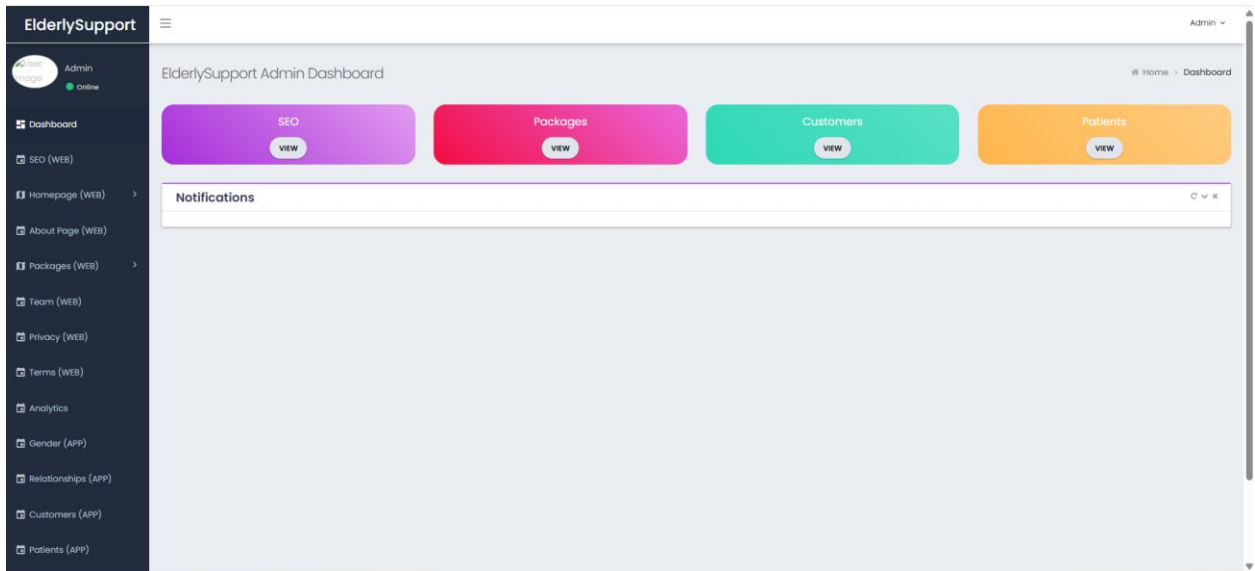 ElderlySupport
Admin
User
Image
Admin
Online
ElderlySupport Admin Dashboard
Home > Dashboard
Dashboard
SEO (WEB)
Homepage (WEB)
About Page (WEB)
Packages (WEB)
Team (WEB)
Privacy (WEB)
Terms (WEB)
Analytics
Gender (APP)
Relationships (APP)
Customers (APP)
Patients (APP)
SEO
VIEW
Packages
VIEW
Customers
VIEW
Patients
VIEW
Notifications